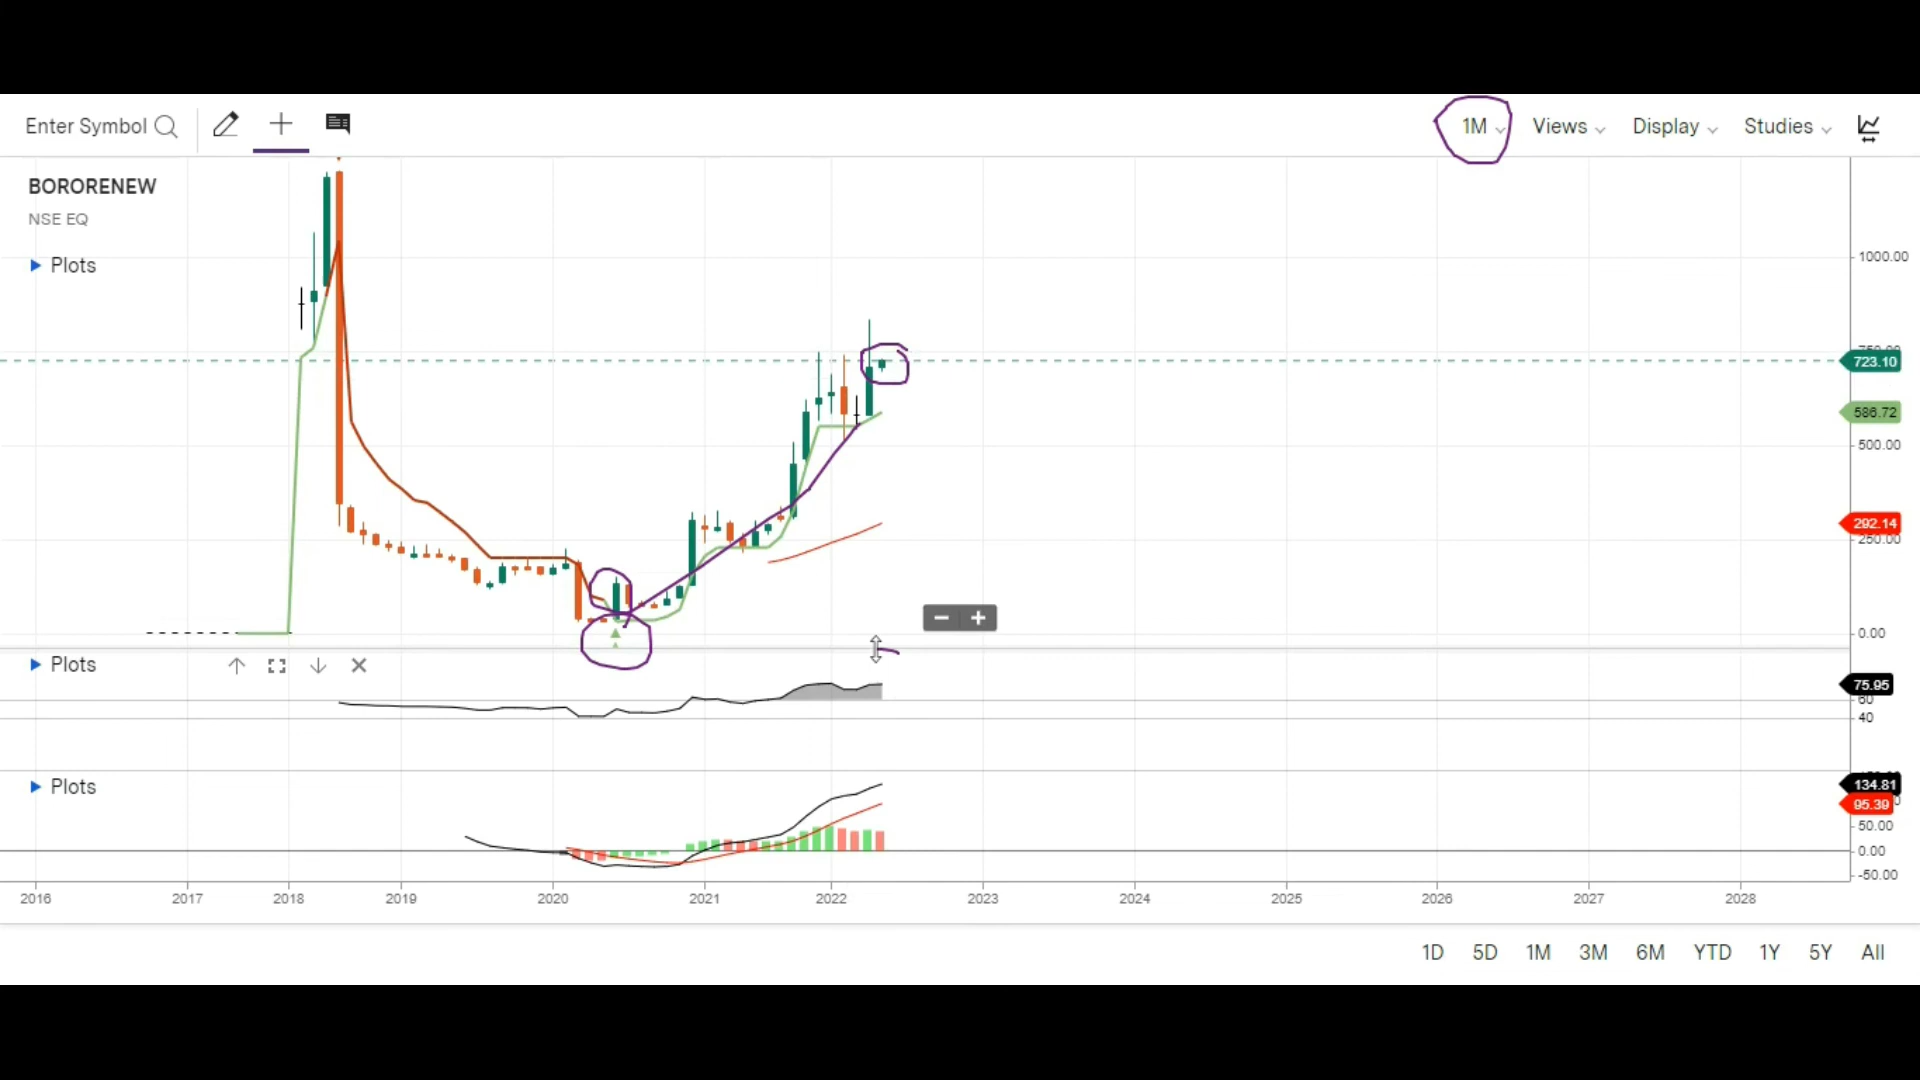 Enter Symbol
1M Views Display Studies
BORORENEW
NSE EQ
Plots
1000.00
723.10
586.72
500.00
292.14
250.00
0.00
Plots
75.95
40
Plots
134.81
95.39
50.00
0.00
-50.00
2016 2017 2018 2019 2020 2021 2022 2023 2024 2025 2026 2027 2028
1D 5D 1M 3M 6M YTD 1Y 5Y All